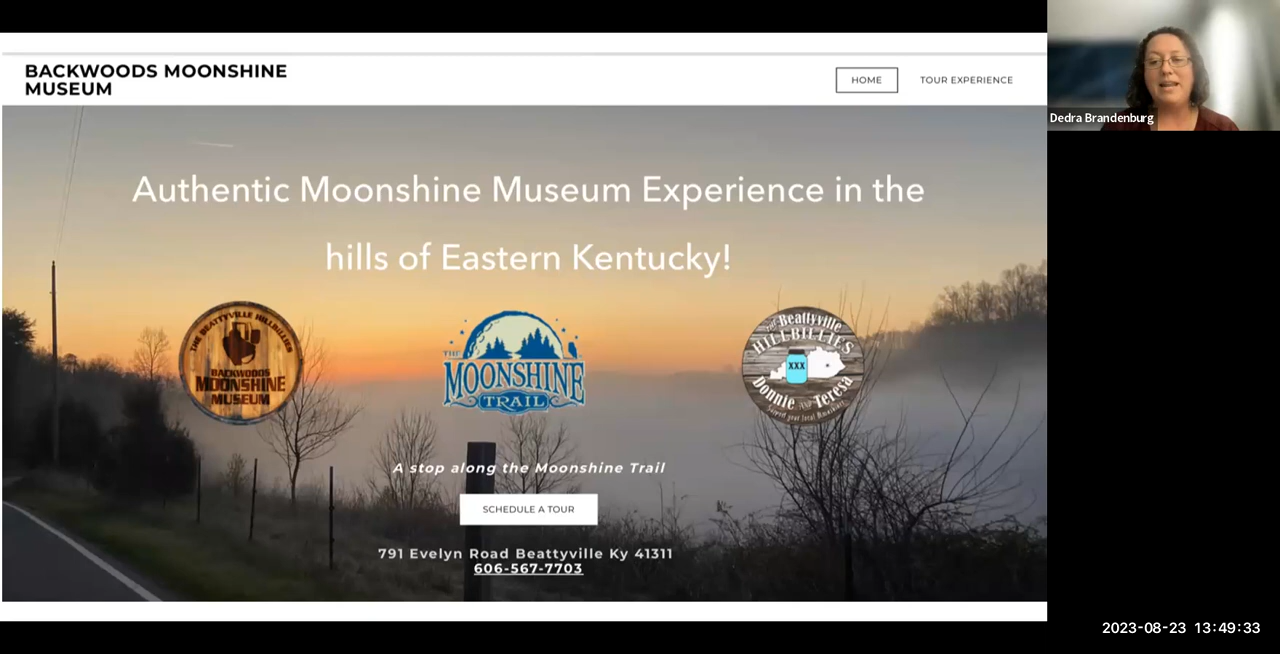 BACKWOODS MOONSHINE
MUSEUM
HOME
TOUR EXPERIENCE
Dedra Brandenburg
Authentic Moonshine Museum Experience in the
hills of Eastern Kentucky!
THE BEATTYVILLE HILLBILLIES
BACKWOODS
MOONSHINE
MUSEUM
THE
MOONSHINE
TRAIL
THE Beattyville
HILLBILLIES
XXX
Donnie AND Teresa
A stop along the Moonshine Trail
SCHEDULE A TOUR
791 Evelyn Road Beattyville Ky 41311
606-567-7703
2023-08-23 13:49:33